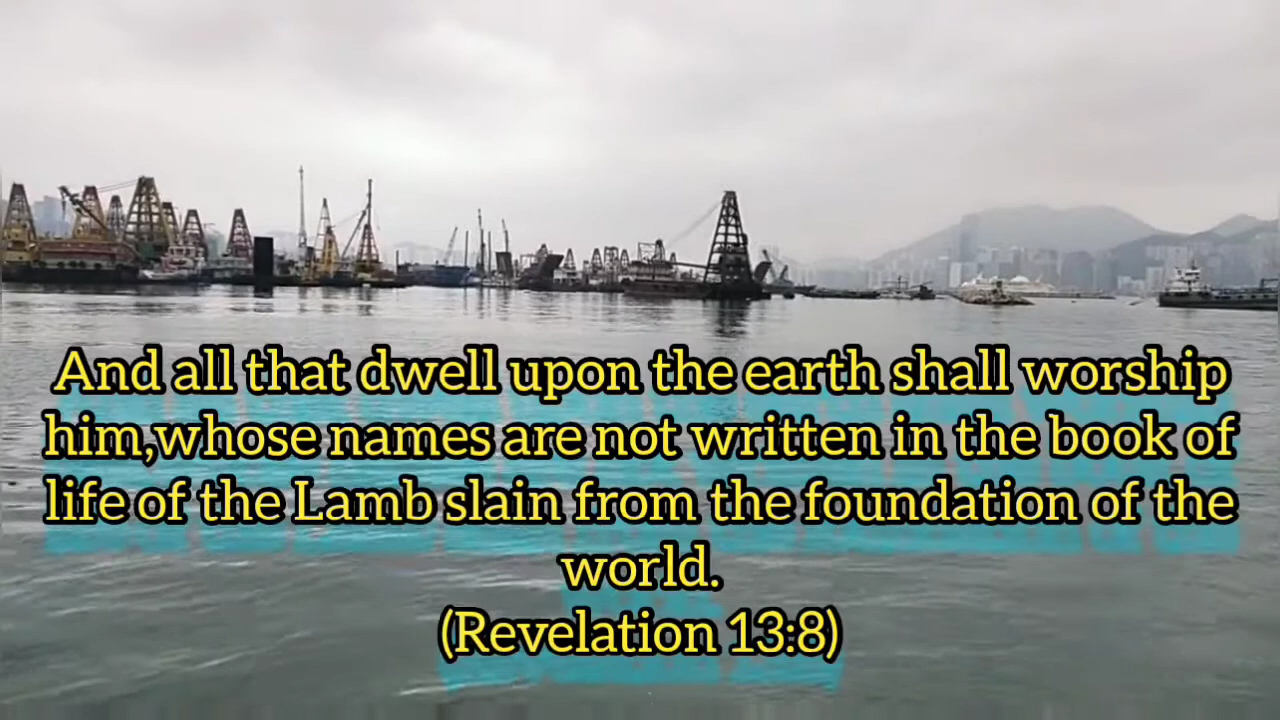 And all that dwell upon the earth shall worship
him,whose names are not written in the book of
life of the Lamb slain from the foundation of the
world.
(Revelation 13:8)